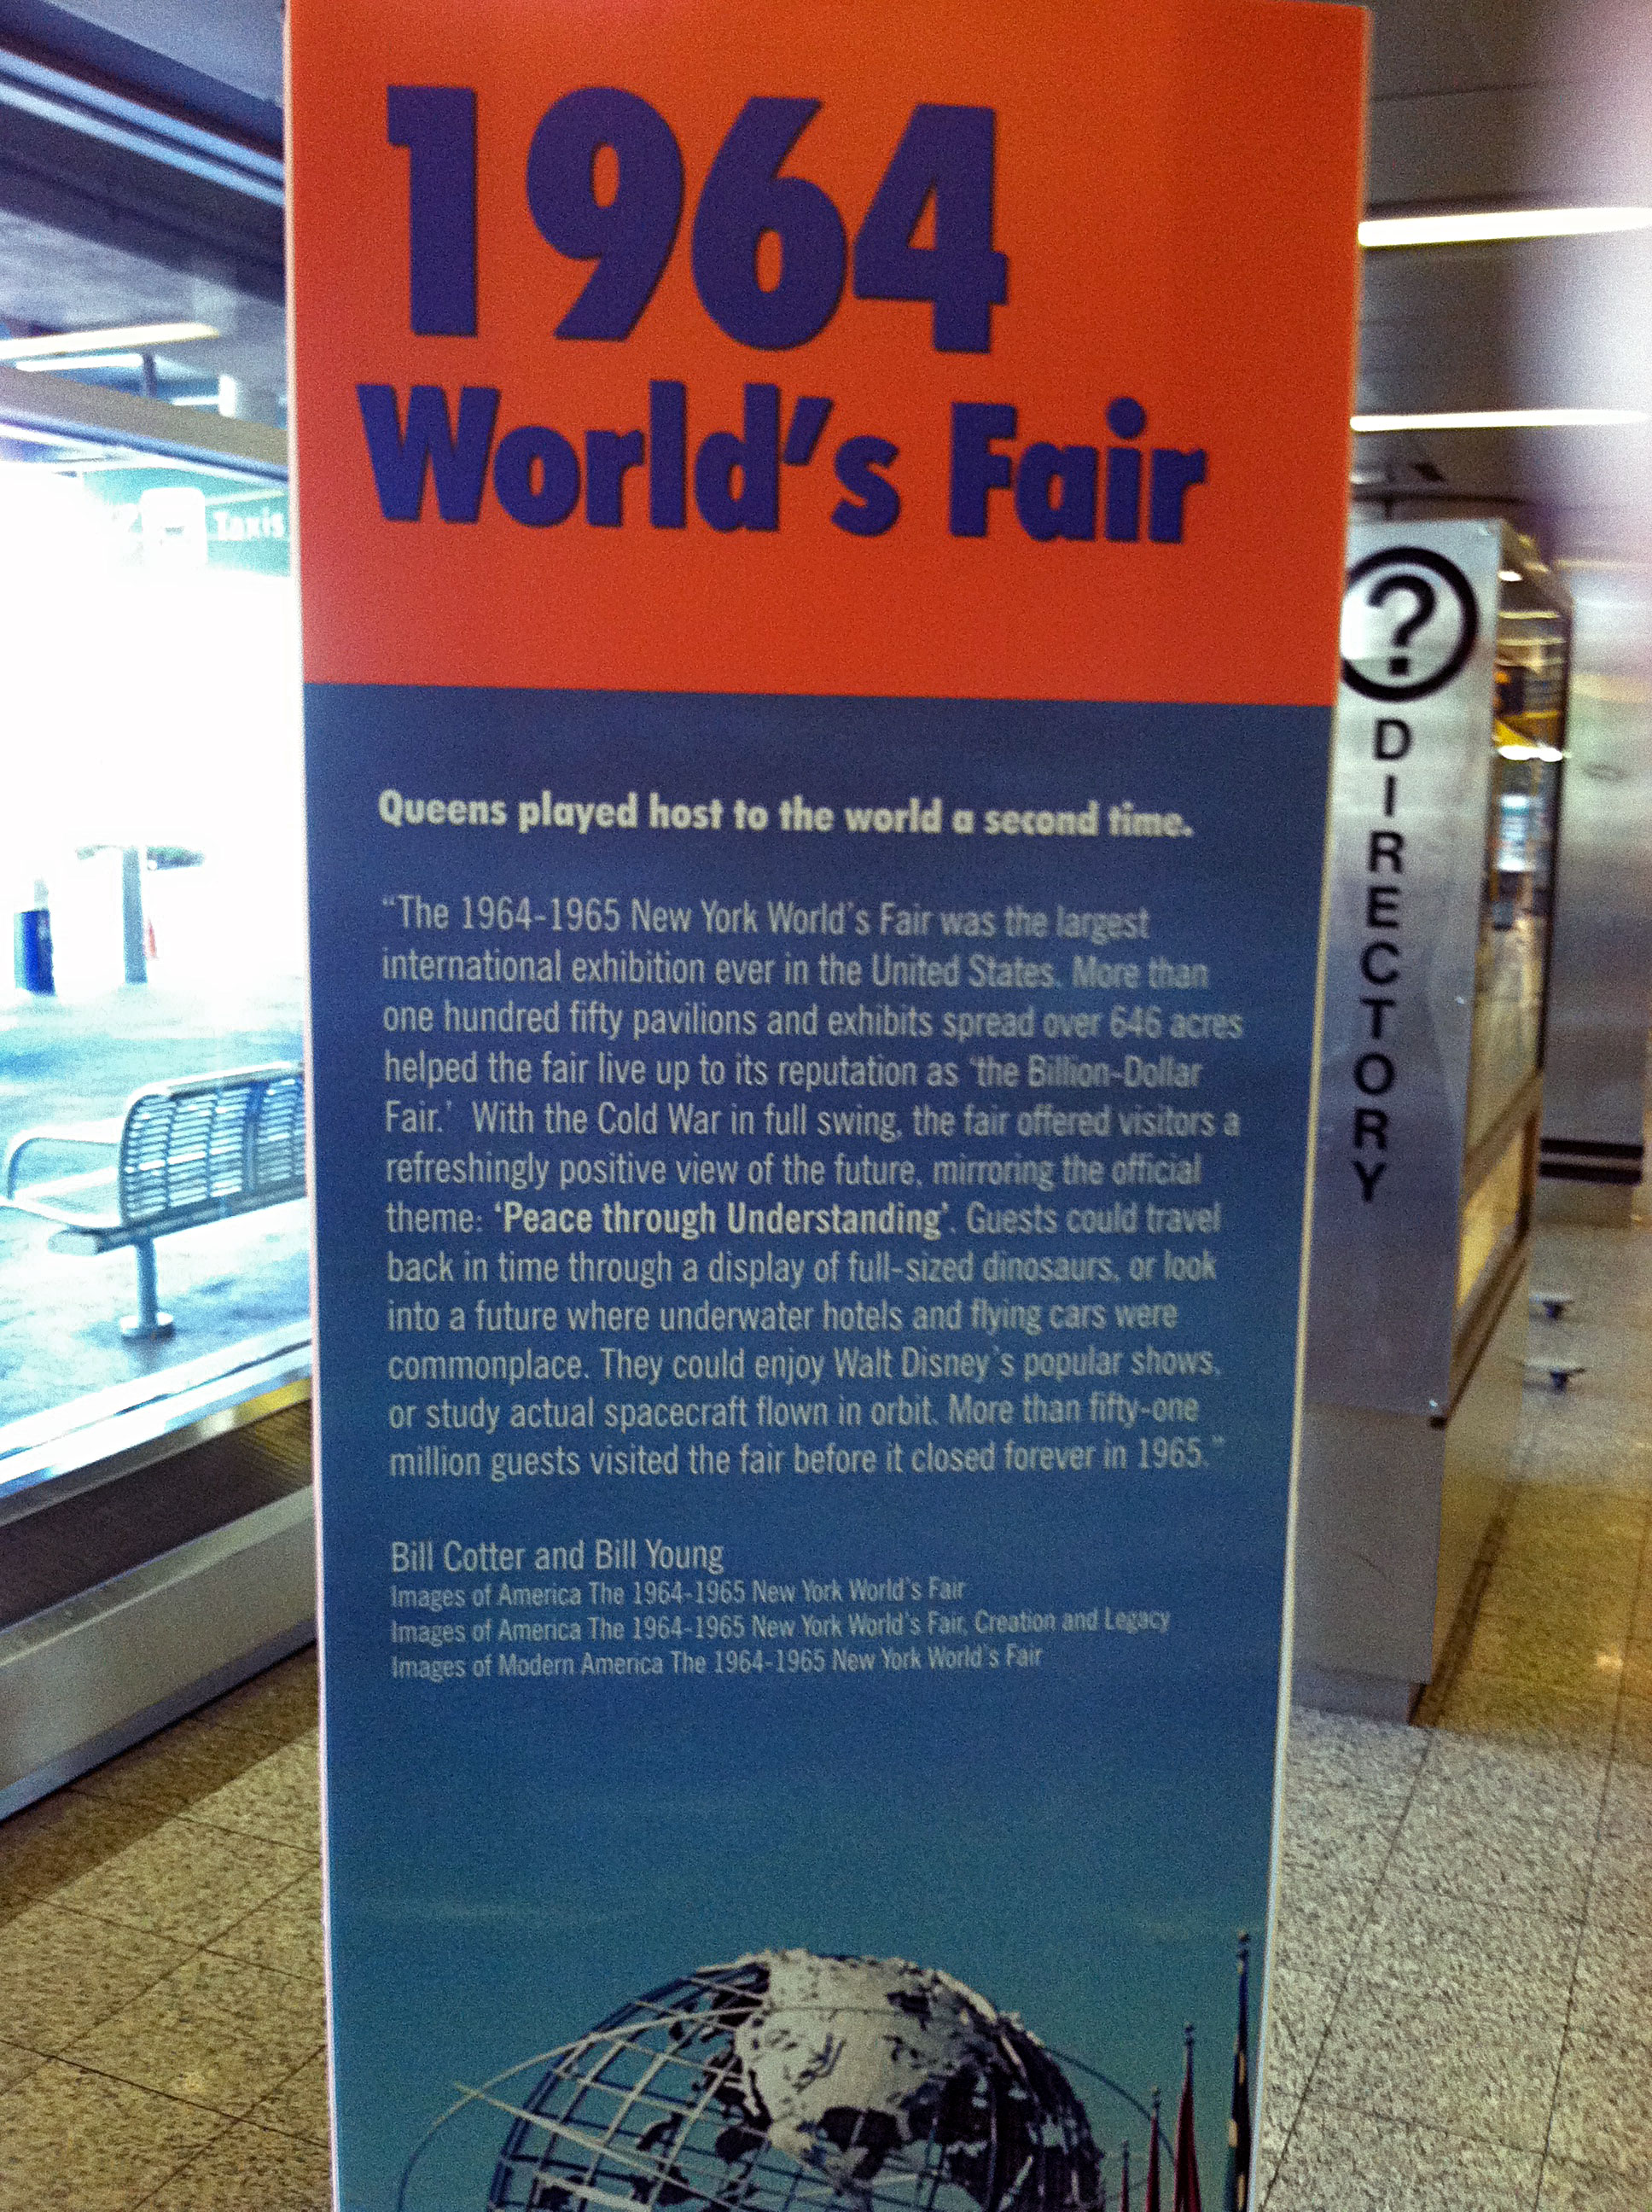 1964
World's Fair
Queens played host to the world a second time.
“The 1964-1965 New York World's Fair was the largest
international exhibition ever in the United States. More than
one hundred fifty pavilions and exhibits spread over 646 acres
helped the fair live up to its reputation as ‘the Billion-Dollar
Fair.’ With the Cold War in full swing, the fair offered visitors a
refreshingly positive view of the future, mirroring the official
theme: ‘Peace through Understanding’. Guests could travel
back in time through a display of full-sized dinosaurs, or look
into a future where underwater hotels and flying cars were
commonplace. They could enjoy Walt Disney's popular shows,
or study actual spacecraft flown in orbit. More than fifty-one
million guests visited the fair before it closed forever in 1965.”
Bill Cotter and Bill Young
Images of America The 1964-1965 New York World's Fair
Images of America The 1964-1965 New York World's Fair, Creation and Legacy
Images of Modern America The 1964-1965 New York World's Fair
Taxis
?
DIRECTORY